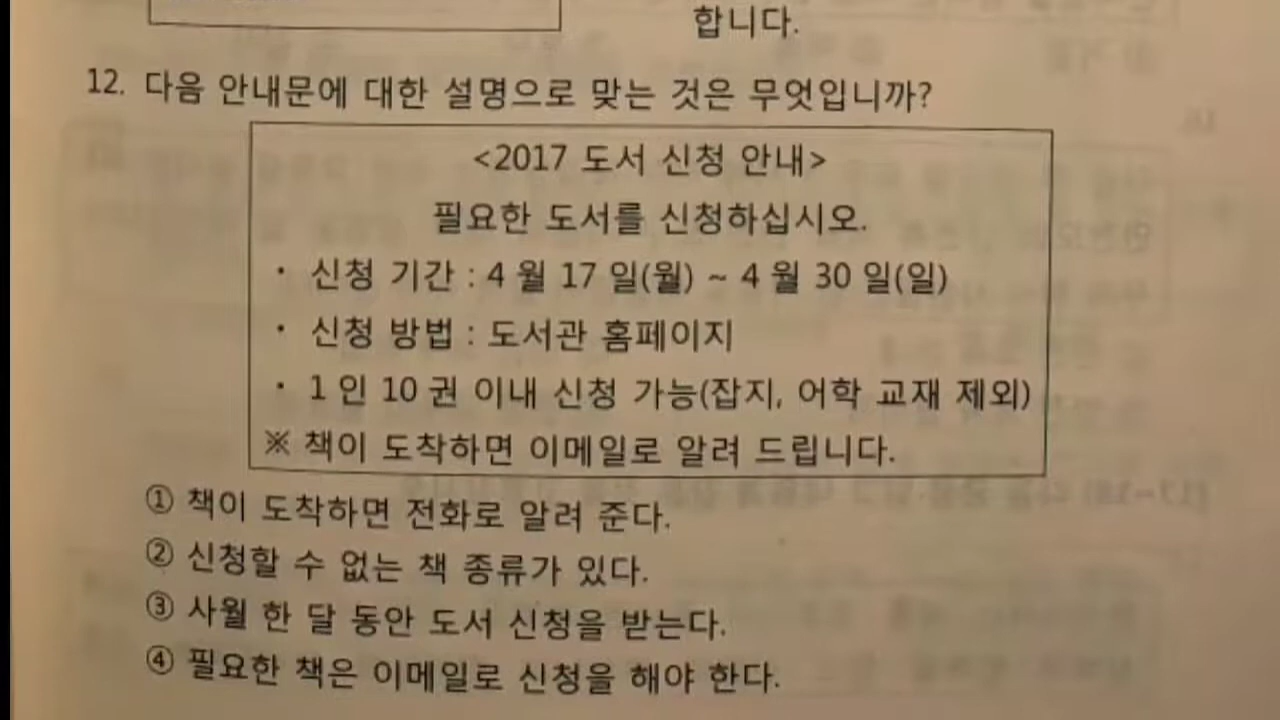 합니다.
12. 다음 안내문에 대한 설명으로 맞는 것은 무엇입니까?
<2017 도서 신청 안내>
필요한 도서를 신청하십시오.
· 신청 기간 : 4 월 17 일(월) ~ 4 월 30 일(일)
· 신청 방법 : 도서관 홈페이지
· 1 인 10 권 이내 신청 가능(잡지, 어학 교재 제외)
※ 책이 도착하면 이메일로 알려 드립니다.
① 책이 도착하면 전화로 알려 준다.
② 신청할 수 없는 책 종류가 있다.
③ 사월 한 달 동안 도서 신청을 받는다.
④ 필요한 책은 이메일로 신청을 해야 한다.